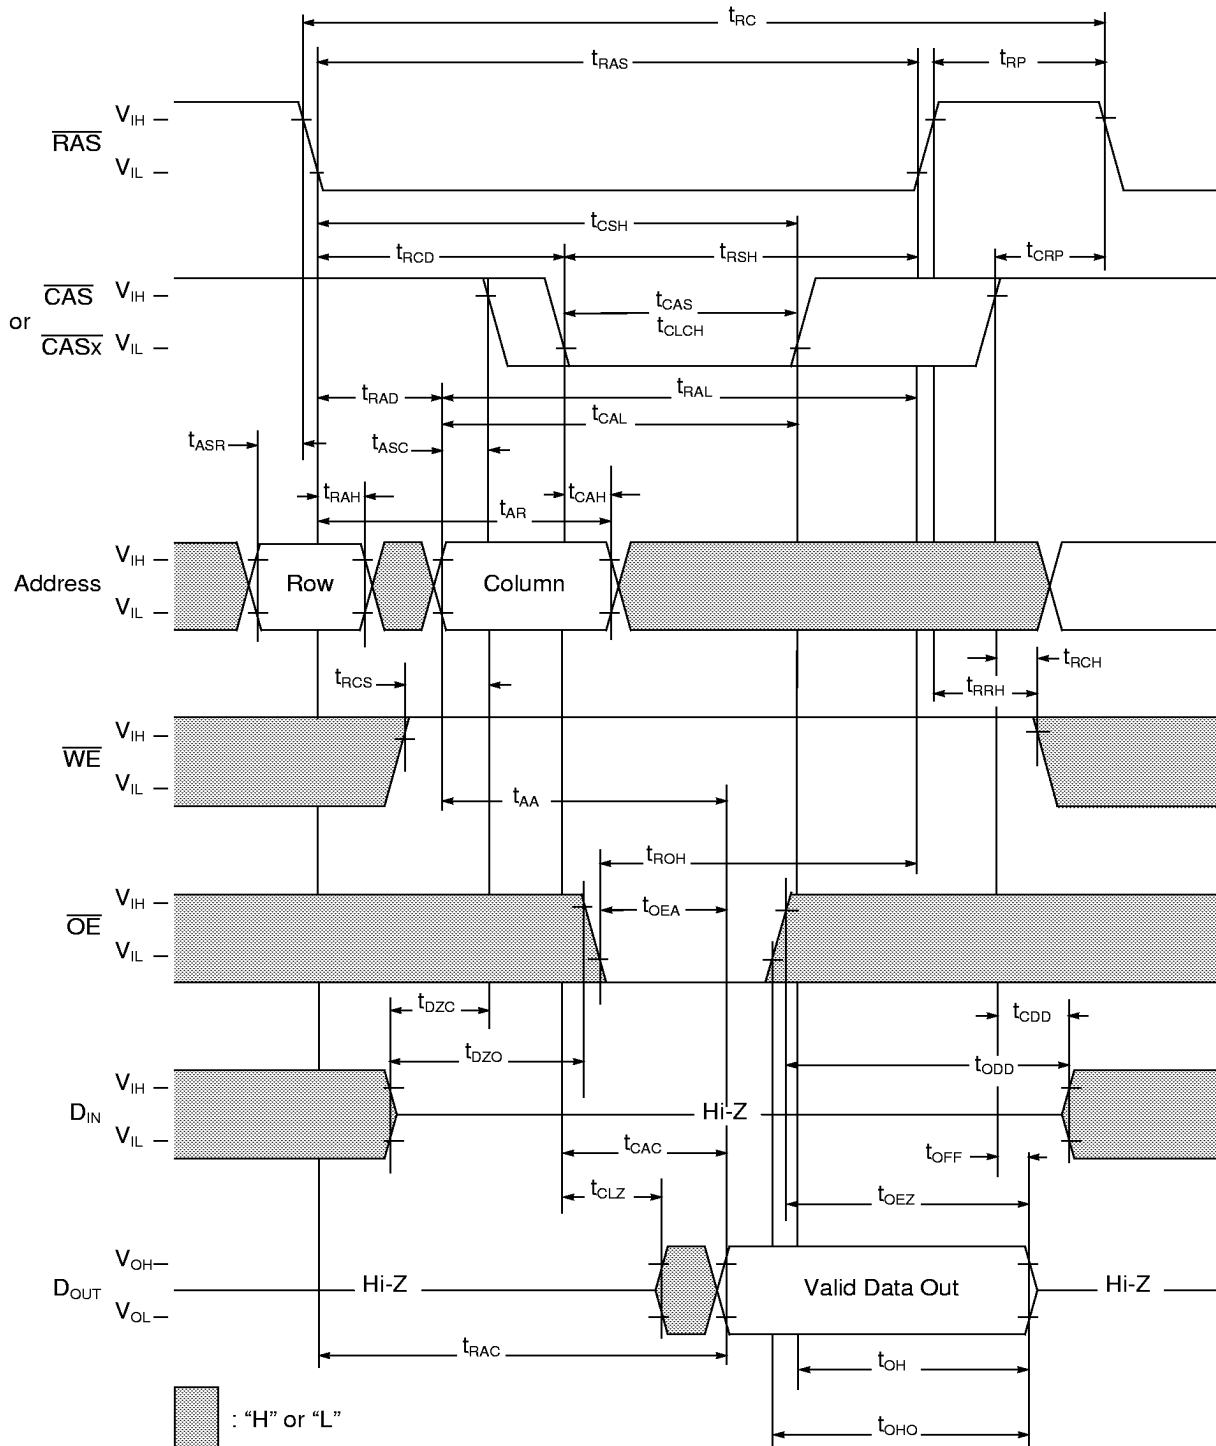 tRC
tRAS
tRP
VIH
RAS
VIL
tCSH
tRCD
tRSH
tCRP
CAS
VIH
or
CASx
VIL
tCAS
tCLCH
tRAD
tRAL
tCAL
tASR
tASC
tRAH
tCAH
tAR
VIH
Address
Row
Column
VIL
tRCH
tRCS
tRRH
VIH
WE
VIL
tAA
tROH
VIH
OE
tOEA
VIL
tDZC
tCDD
tDZO
tODD
VIH
DIN
Hi-Z
VIL
tCAC
tOFF
tCLZ
tOEZ
VOH
DOUT
Hi-Z
Valid Data Out
Hi-Z
VOL
tRAC
tOH
: “H” or “L”
tOHO